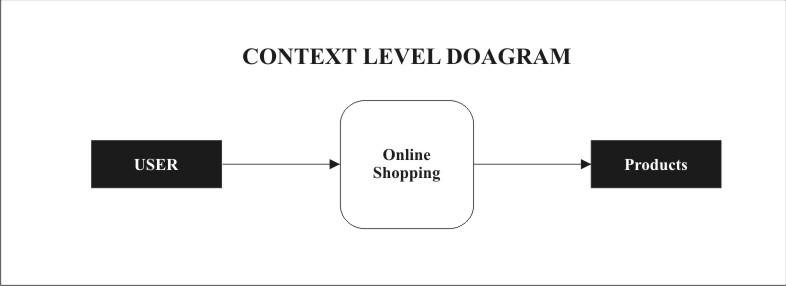 CONTEXT LEVEL DOAGRAM
USER
Online
Shopping
Products